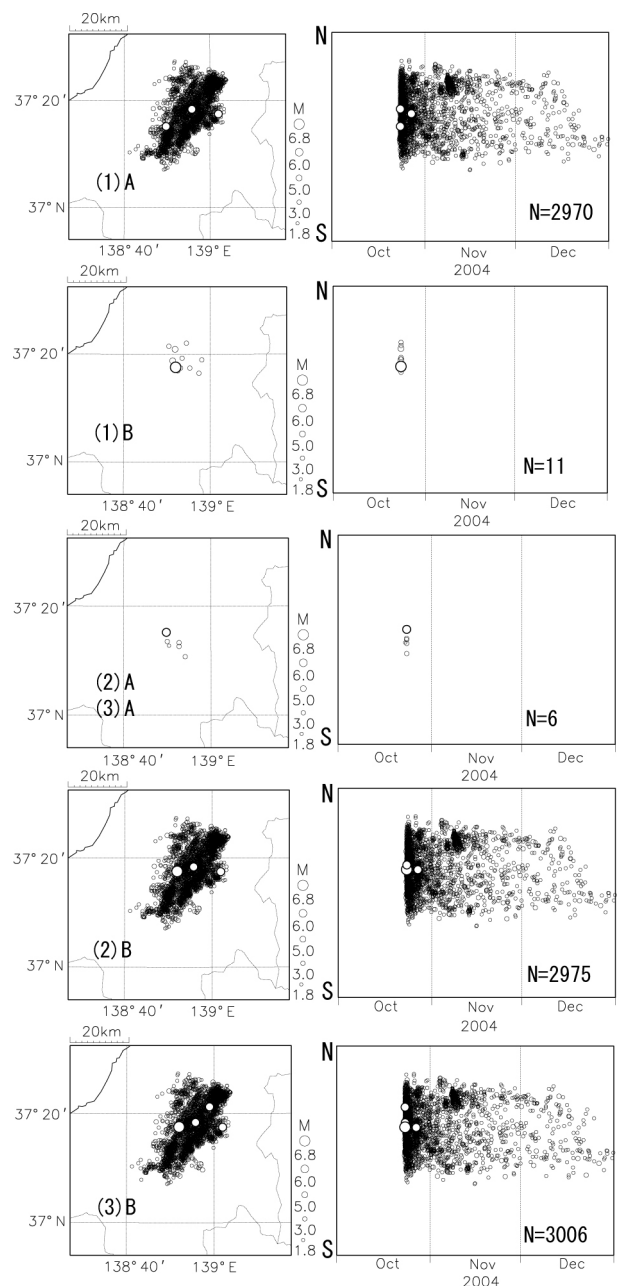 20km
N
37° 20′
M
6.8
6.0
5.0
3.0
1.8
(1)A
37° N
N=2970
S
138° 40′ 139° E
Oct Nov Dec
2004
20km
N
37° 20′
M
6.8
6.0
5.0
3.0
1.8
(1)B
37° N
N=11
S
138° 40′ 139° E
Oct Nov Dec
2004
20km
N
37° 20′
M
6.8
6.0
5.0
3.0
1.8
(2)A
(3)A
37° N
N=6
S
138° 40′ 139° E
Oct Nov Dec
2004
20km
N
37° 20′
M
6.8
6.0
5.0
3.0
1.8
(2)B
37° N
N=2975
S
138° 40′ 139° E
Oct Nov Dec
2004
20km
N
37° 20′
M
6.8
6.0
5.0
3.0
1.8
(3)B
37° N
N=3006
S
138° 40′ 139° E
Oct Nov Dec
2004